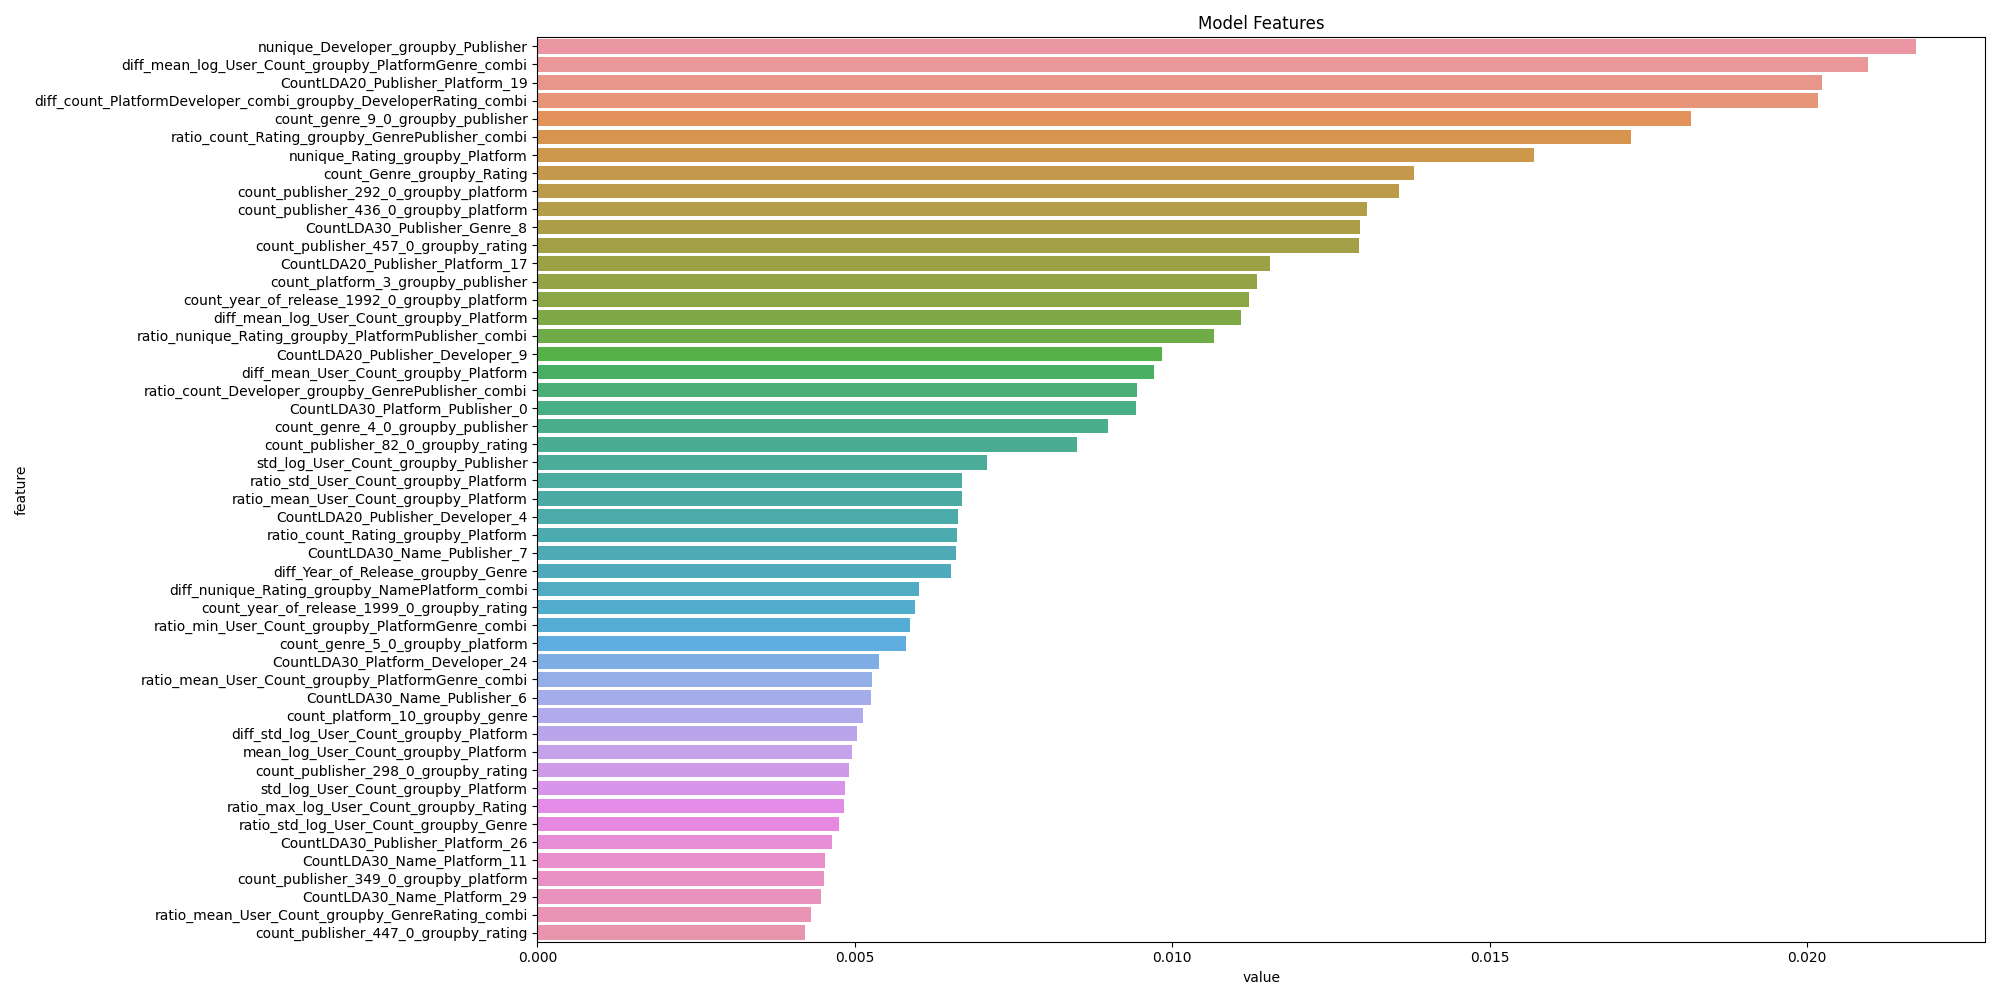 Model Features
nunique_Developer_groupby_Publisher
diff_mean_log_User_Count_groupby_PlatformGenre_combi
CountLDA20_Publisher_Platform_19
diff_count_PlatformDeveloper_combi_groupby_DeveloperRating_combi
count_genre_9_0_groupby_publisher
ratio_count_Rating_groupby_GenrePublisher_combi
nunique_Rating_groupby_Platform
count_Genre_groupby_Rating
count_publisher_292_0_groupby_platform
count_publisher_436_0_groupby_platform
CountLDA30_Publisher_Genre_8
count_publisher_457_0_groupby_rating
CountLDA20_Publisher_Platform_17
count_platform_3_groupby_publisher
count_year_of_release_1992_0_groupby_platform
diff_mean_log_User_Count_groupby_Platform
ratio_nunique_Rating_groupby_PlatformPublisher_combi
CountLDA20_Publisher_Developer_9
diff_mean_User_Count_groupby_Platform
ratio_count_Developer_groupby_GenrePublisher_combi
CountLDA30_Platform_Publisher_0
count_genre_4_0_groupby_publisher
count_publisher_82_0_groupby_rating
std_log_User_Count_groupby_Publisher
ratio_std_User_Count_groupby_Platform
ratio_mean_User_Count_groupby_Platform
CountLDA20_Publisher_Developer_4
ratio_count_Rating_groupby_Platform
CountLDA30_Name_Publisher_7
diff_Year_of_Release_groupby_Genre
diff_nunique_Rating_groupby_NamePlatform_combi
count_year_of_release_1999_0_groupby_rating
ratio_min_User_Count_groupby_PlatformGenre_combi
count_genre_5_0_groupby_platform
CountLDA30_Platform_Developer_24
ratio_mean_User_Count_groupby_PlatformGenre_combi
CountLDA30_Name_Publisher_6
count_platform_10_groupby_genre
diff_std_log_User_Count_groupby_Platform
mean_log_User_Count_groupby_Platform
count_publisher_298_0_groupby_rating
std_log_User_Count_groupby_Platform
ratio_max_log_User_Count_groupby_Rating
ratio_std_log_User_Count_groupby_Genre
CountLDA30_Publisher_Platform_26
CountLDA30_Name_Platform_11
count_publisher_349_0_groupby_platform
CountLDA30_Name_Platform_29
ratio_mean_User_Count_groupby_GenreRating_combi
count_publisher_447_0_groupby_rating
feature
0.000 0.005 0.010 0.015 0.020
value